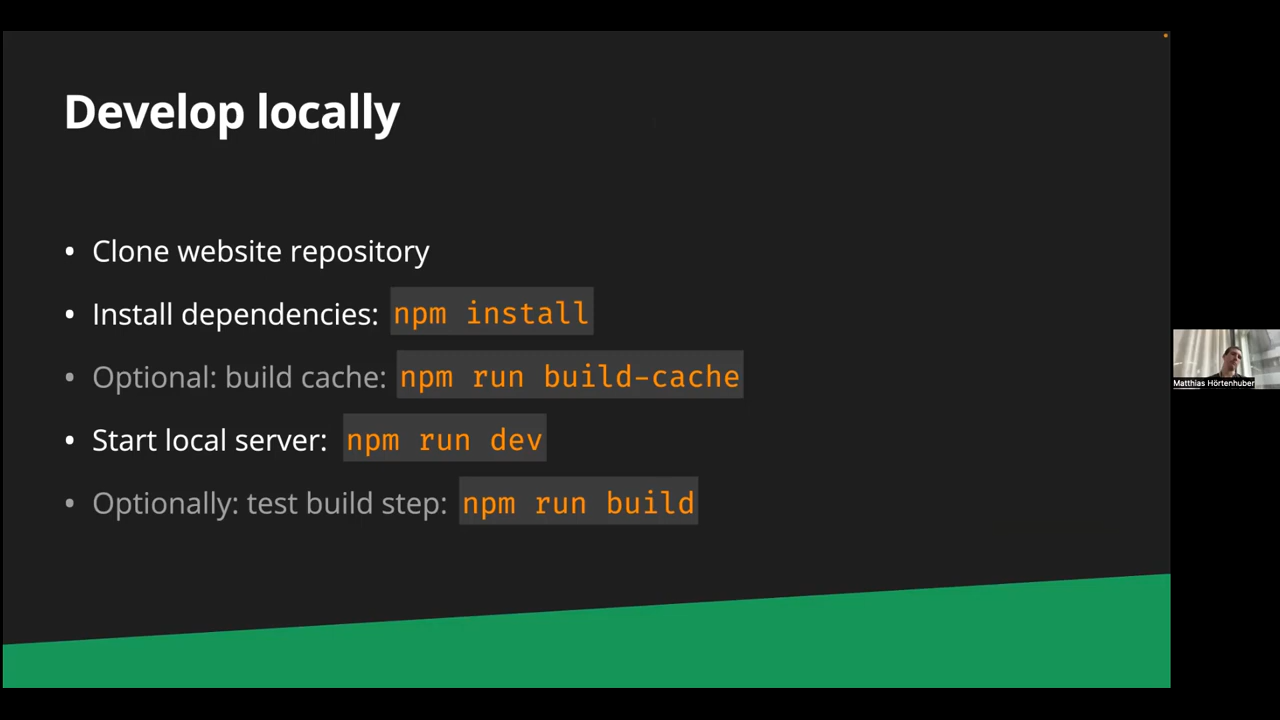 Develop locally
• Clone website repository
• Install dependencies: npm install
• Optional: build cache: npm run build-cache
• Start local server: npm run dev
• Optionally: test build step: npm run build
Matthias Hörtenhuber